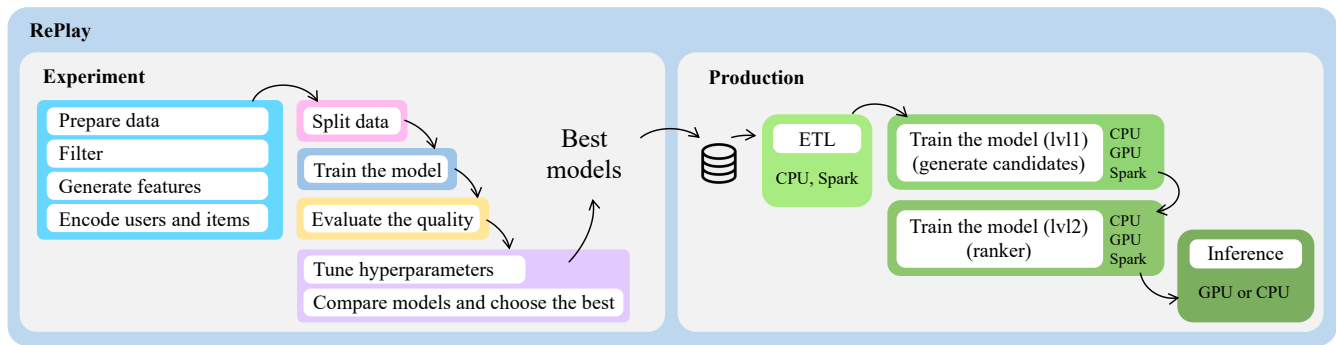 RePlay
Experiment
Prepare data
Filter
Generate features
Encode users and items
Split data
Train the model
Evaluate the quality
Tune hyperparameters
Compare models and choose the best
Best
models
Production
ETL
CPU, Spark
Train the model (lvl1)
(generate candidates)
CPU
GPU
Spark
Train the model (lvl2)
(ranker)
CPU
GPU
Spark
Inference
GPU or CPU